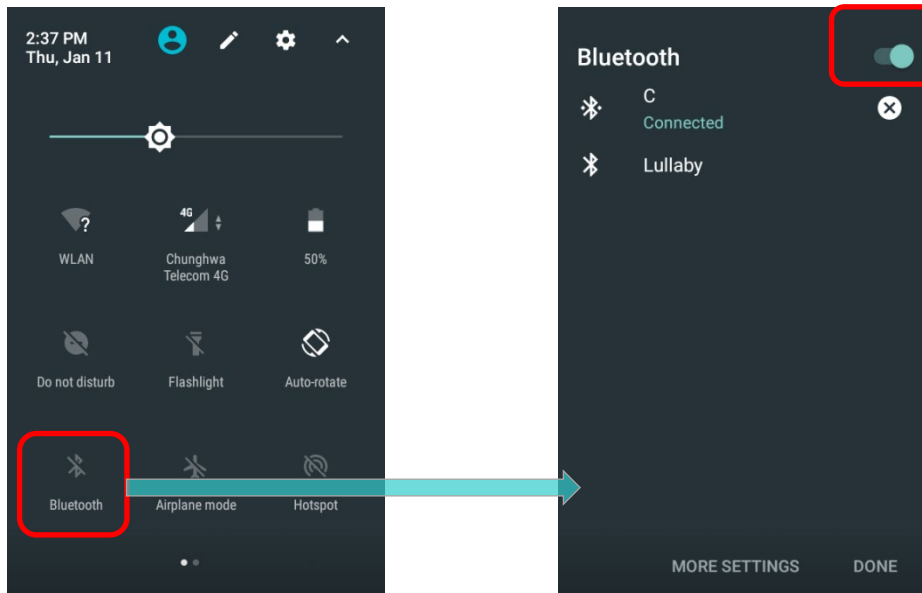 2:37 PM
Thu, Jan 11
?
WLAN
4G
Chunghwa
Telecom 4G
50%
Do not disturb
Flashlight
Auto-rotate
Bluetooth
Airplane mode
Hotspot
Bluetooth
C
Connected
Lullaby
MORE SETTINGS
DONE